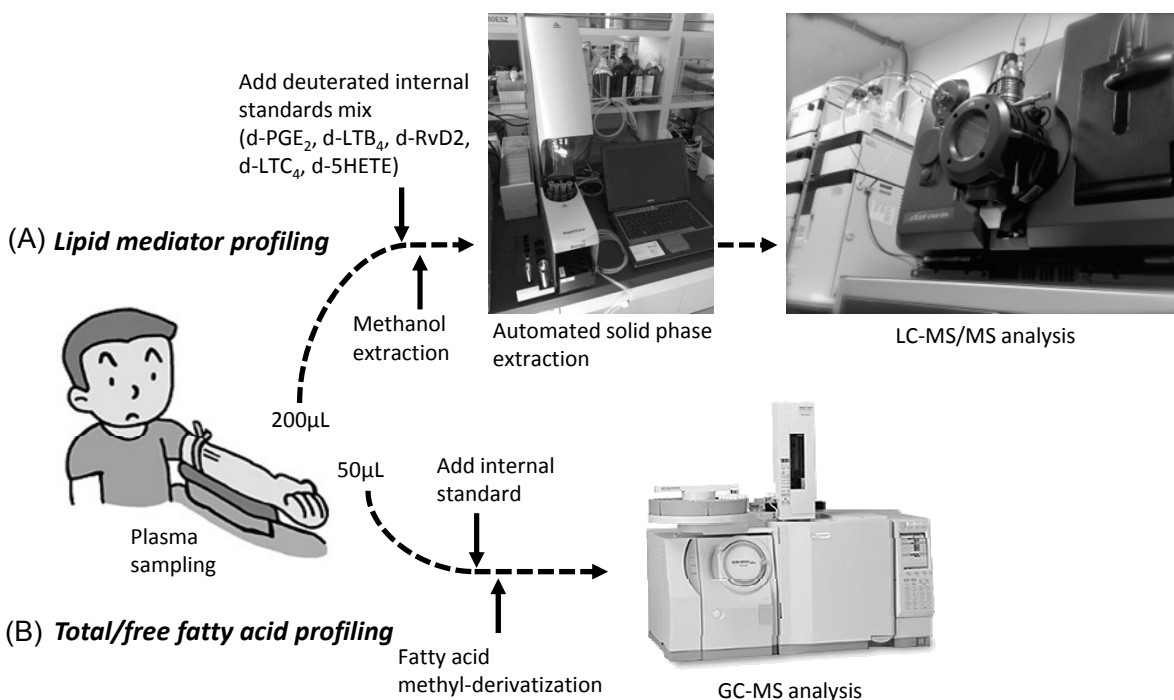 Add deuterated internal
standards mix
(d-PGE₂, d-LTB₄, d-RvD2,
d-LTC₄, d-5HETE)
(A) Lipid mediator profiling
Methanol
extraction
Automated solid phase
extraction
LC-MS/MS analysis
200µL
50µL
Add internal
standard
Plasma
sampling
(B) Total/free fatty acid profiling
Fatty acid
methyl-derivatization
GC-MS analysis